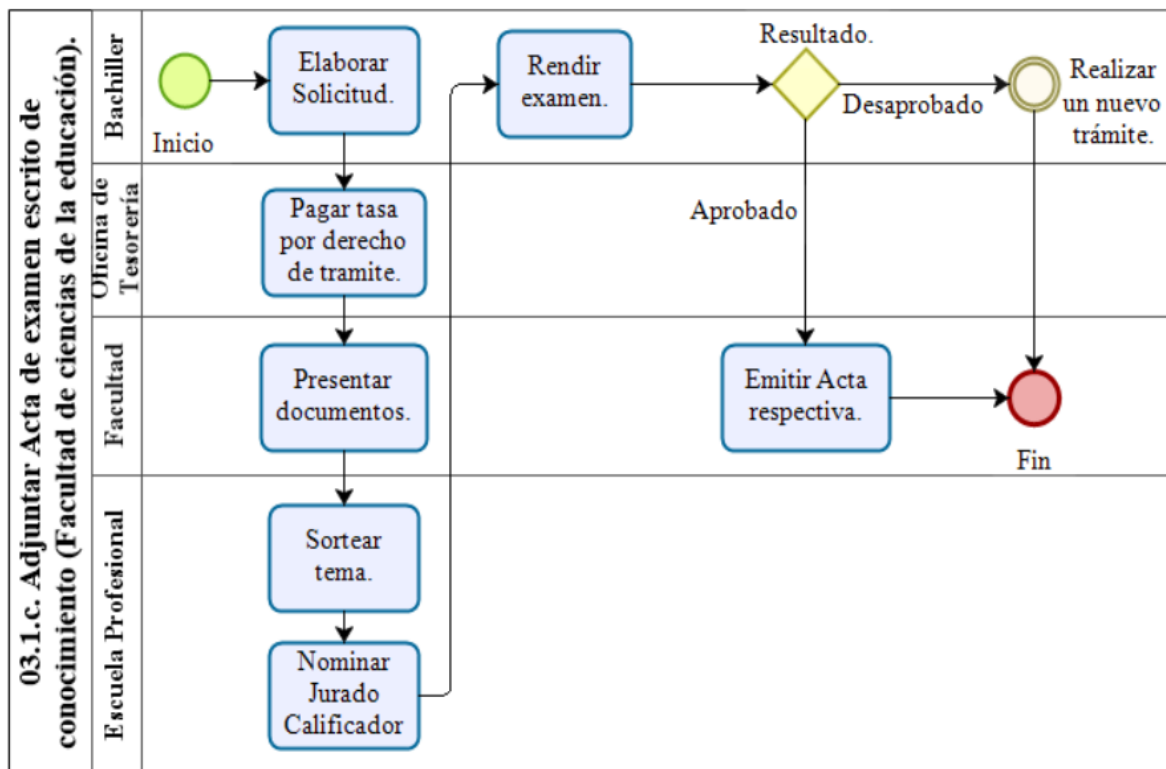 03.1.c. Adjuntar Acta de examen escrito de
conocimiento (Facultad de ciencias de la educación).
Bachiller
Inicio
Elaborar
Solicitud.
Rendir
examen.
Resultado.
Desaprobado
Realizar
un nuevo
trámite.
Oficina de
Tesorería
Pagar tasa
por derecho
de tramite.
Aprobado
Facultad
Presentar
documentos.
Emitir Acta
respectiva.
Fin
Escuela Profesional
Sortear
tema.
Nominar
Jurado
Calificador